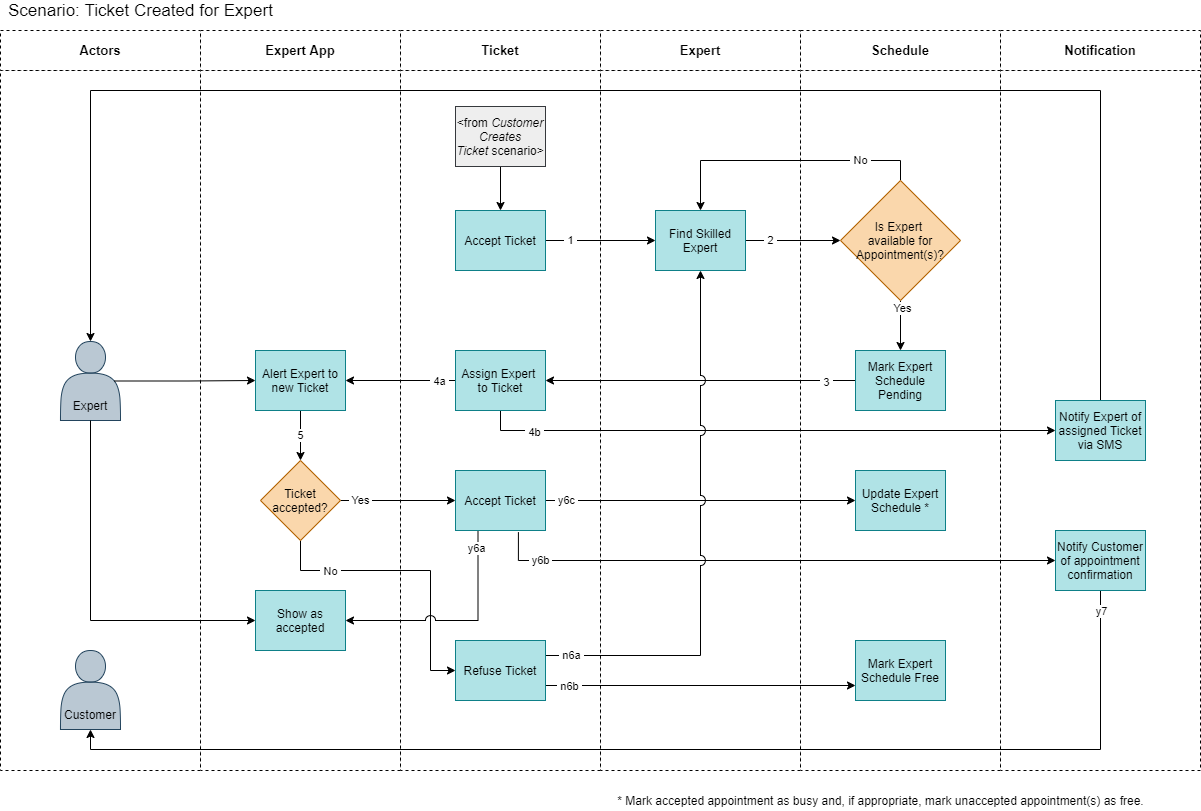 Scenario: Ticket Created for Expert
Actors
Expert App
Ticket
Expert
Schedule
Notification
<from Customer
Creates
Ticket scenario>
No
Accept Ticket
1
Find Skilled
Expert
2
Is Expert
available for
Appointment(s)?
Yes
Expert
Alert Expert to
new Ticket
4a
Assign Expert
to Ticket
3
Mark Expert
Schedule
Pending
4b
Notify Expert of
assigned Ticket
via SMS
5
Ticket
accepted?
Yes
Accept Ticket
y6c
Update Expert
Schedule *
y6a
y6b
Notify Customer
of appointment
confirmation
No
y7
Show as
accepted
Refuse Ticket
n6a
n6b
Mark Expert
Schedule Free
Customer
* Mark accepted appointment as busy and, if appropriate, mark unaccepted appointment(s) as free.